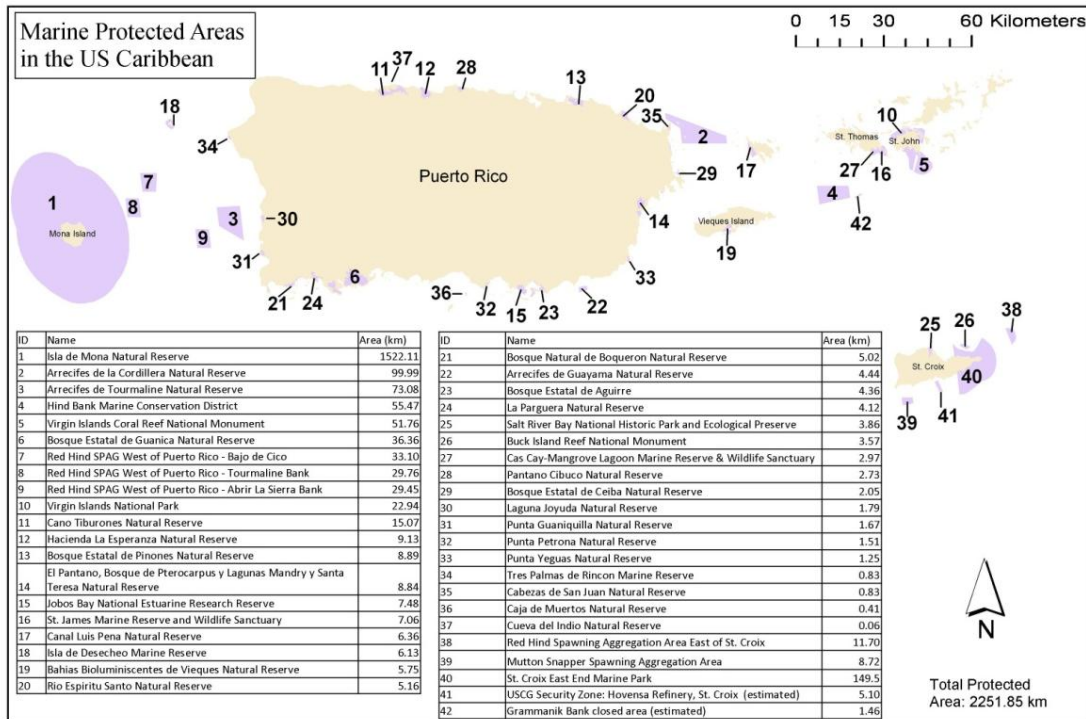 Marine Protected Areas
in the US Caribbean
0 15 30 60 Kilometers
37
11
12
28
13
20
35
2
18
34
10
St. Thomas
St. John
17
27
16
5
29
7
1
8
Puerto Rico
4
42
14
3
30
Vieques Island
19
Mona Island
9
31
33
6
21
24
36
32
15
23
22
38
26
25
St. Croix
40
41
39
ID Name Area (km)
1 Isla de Mona Natural Reserve 1522.11
2 Arrecifes de la Cordillera Natural Reserve 99.99
3 Arrecifes de Tourmaline Natural Reserve 73.08
4 Hind Bank Marine Conservation District 55.47
5 Virgin Islands Coral Reef National Monument 51.76
6 Bosque Estatal de Guanica Natural Reserve 36.36
7 Red Hind SPAG West of Puerto Rico - Bajo de Cico 33.10
8 Red Hind SPAG West of Puerto Rico - Tourmaline Bank 29.76
9 Red Hind SPAG West of Puerto Rico - Abrir La Sierra Bank 29.45
10 Virgin Islands National Park 22.94
11 Cano Tiburones Natural Reserve 15.07
12 Hacienda La Esperanza Natural Reserve 9.13
13 Bosque Estatal de Pinones Natural Reserve 8.89
El Pantano, Bosque de Pterocarpus y Lagunas Mandry y Santa
14 Teresa Natural Reserve 8.84
15 Jobos Bay National Estuarine Research Reserve 7.48
16 St. James Marine Reserve and Wildlife Sanctuary 7.06
17 Canal Luis Pena Natural Reserve 6.36
18 Isla de Desecheo Marine Reserve 6.13
19 Bahias Bioluminiscentes de Vieques Natural Reserve 5.75
20 Rio Espiritu Santo Natural Reserve 5.16
ID Name Area (km)
21 Bosque Natural de Boqueron Natural Reserve 5.02
22 Arrecifes de Guayama Natural Reserve 4.44
23 Bosque Estatal de Aguirre 4.36
24 La Parguera Natural Reserve 4.12
25 Salt River Bay National Historic Park and Ecological Preserve 3.86
26 Buck Island Reef National Monument 3.57
27 Cas Cay-Mangrove Lagoon Marine Reserve & Wildlife Sanctuary 2.97
28 Pantano Cibuco Natural Reserve 2.73
29 Bosque Estatal de Ceiba Natural Reserve 2.05
30 Laguna Joyuda Natural Reserve 1.79
31 Punta Guaniquilla Natural Reserve 1.67
32 Punta Petrona Natural Reserve 1.51
33 Punta Yeguas Natural Reserve 1.25
34 Tres Palmas de Rincon Marine Reserve 0.83
35 Cabezas de San Juan Natural Reserve 0.83
36 Caja de Muertos Natural Reserve 0.41
37 Cueva del Indio Natural Reserve 0.06
38 Red Hind Spawning Aggregation Area East of St. Croix 11.70
39 Mutton Snapper Spawning Aggregation Area 8.72
40 St. Croix East End Marine Park 149.5
41 USCG Security Zone: Hovensa Refinery, St. Croix (estimated) 5.10
42 Grammanik Bank closed area (estimated) 1.46
N
Total Protected
Area: 2251.85 km